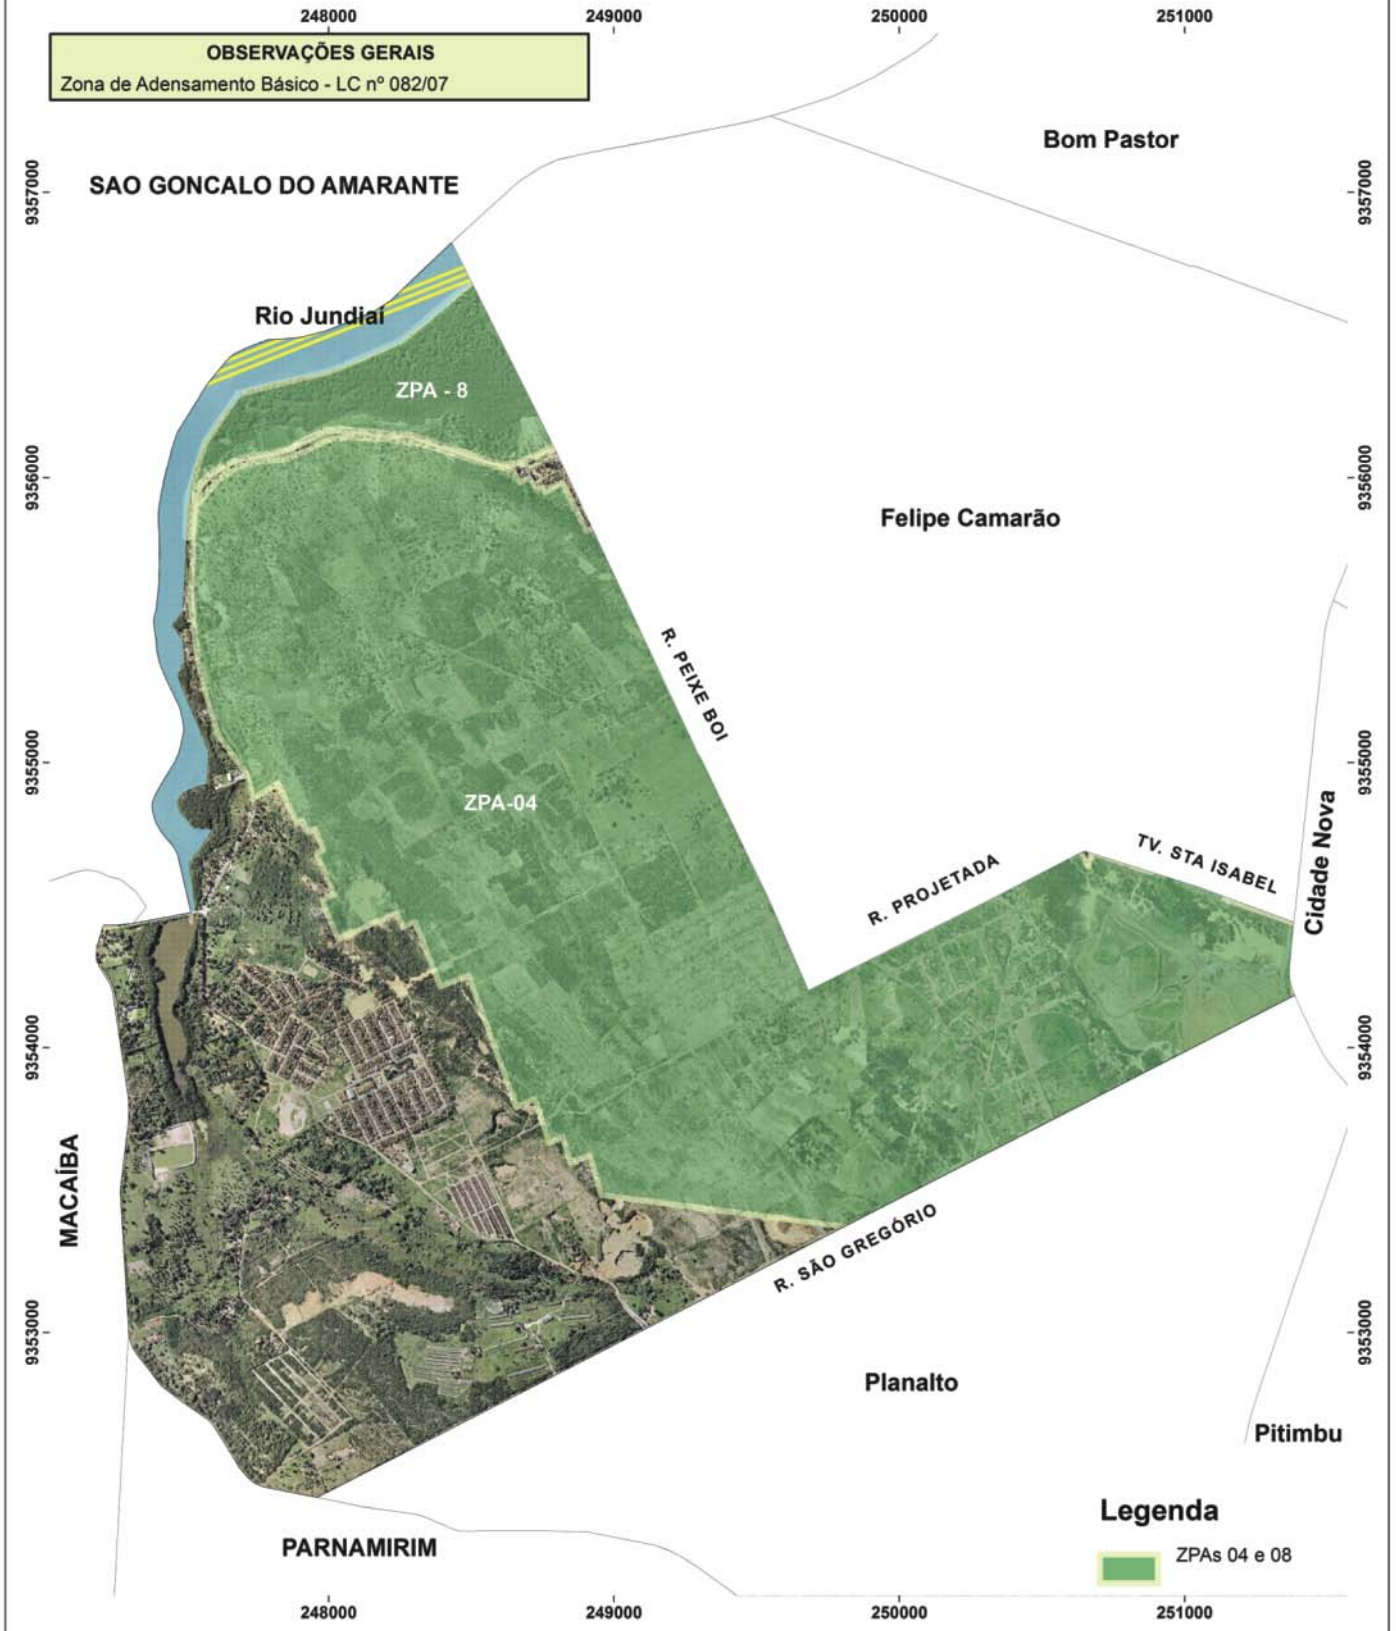 248000
249000
250000
251000
OBSERVAÇÕES GERAIS
Zona de Adensamento Básico - LC nº 082/07
Bom Pastor
9357000
SAO GONCALO DO AMARANTE
9357000
Rio Jundiaí
ZPA - 8
9356000
Felipe Camarão
9356000
R. PEIXE BOI
9355000
ZPA-04
9355000
R. PROJETADA
TV. STA ISABEL
Cidade Nova
9354000
9354000
MACAÍBA
R. SÃO GREGÓRIO
9353000
9353000
Planalto
Pitimbu
Legenda
PARNAMIRIM
ZPAs 04 e 08
248000
249000
250000
251000